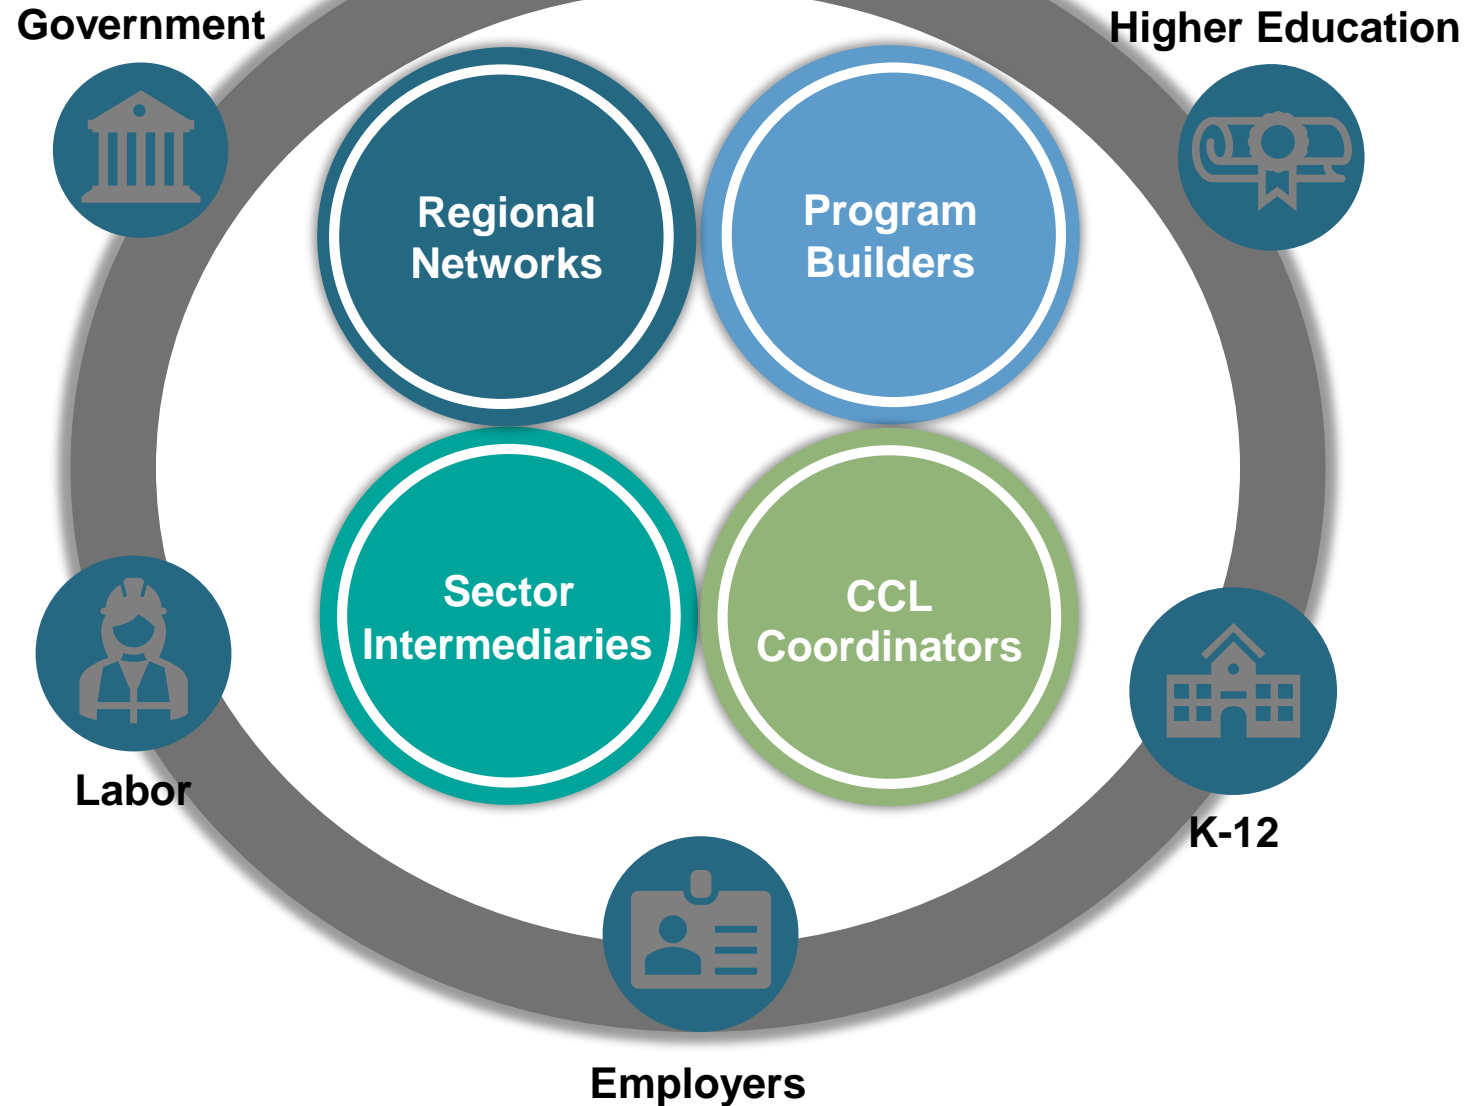 Government
Higher Education
Regional
Networks
Program
Builders
Sector
Intermediaries
CCL
Coordinators
Labor
K-12
Employers